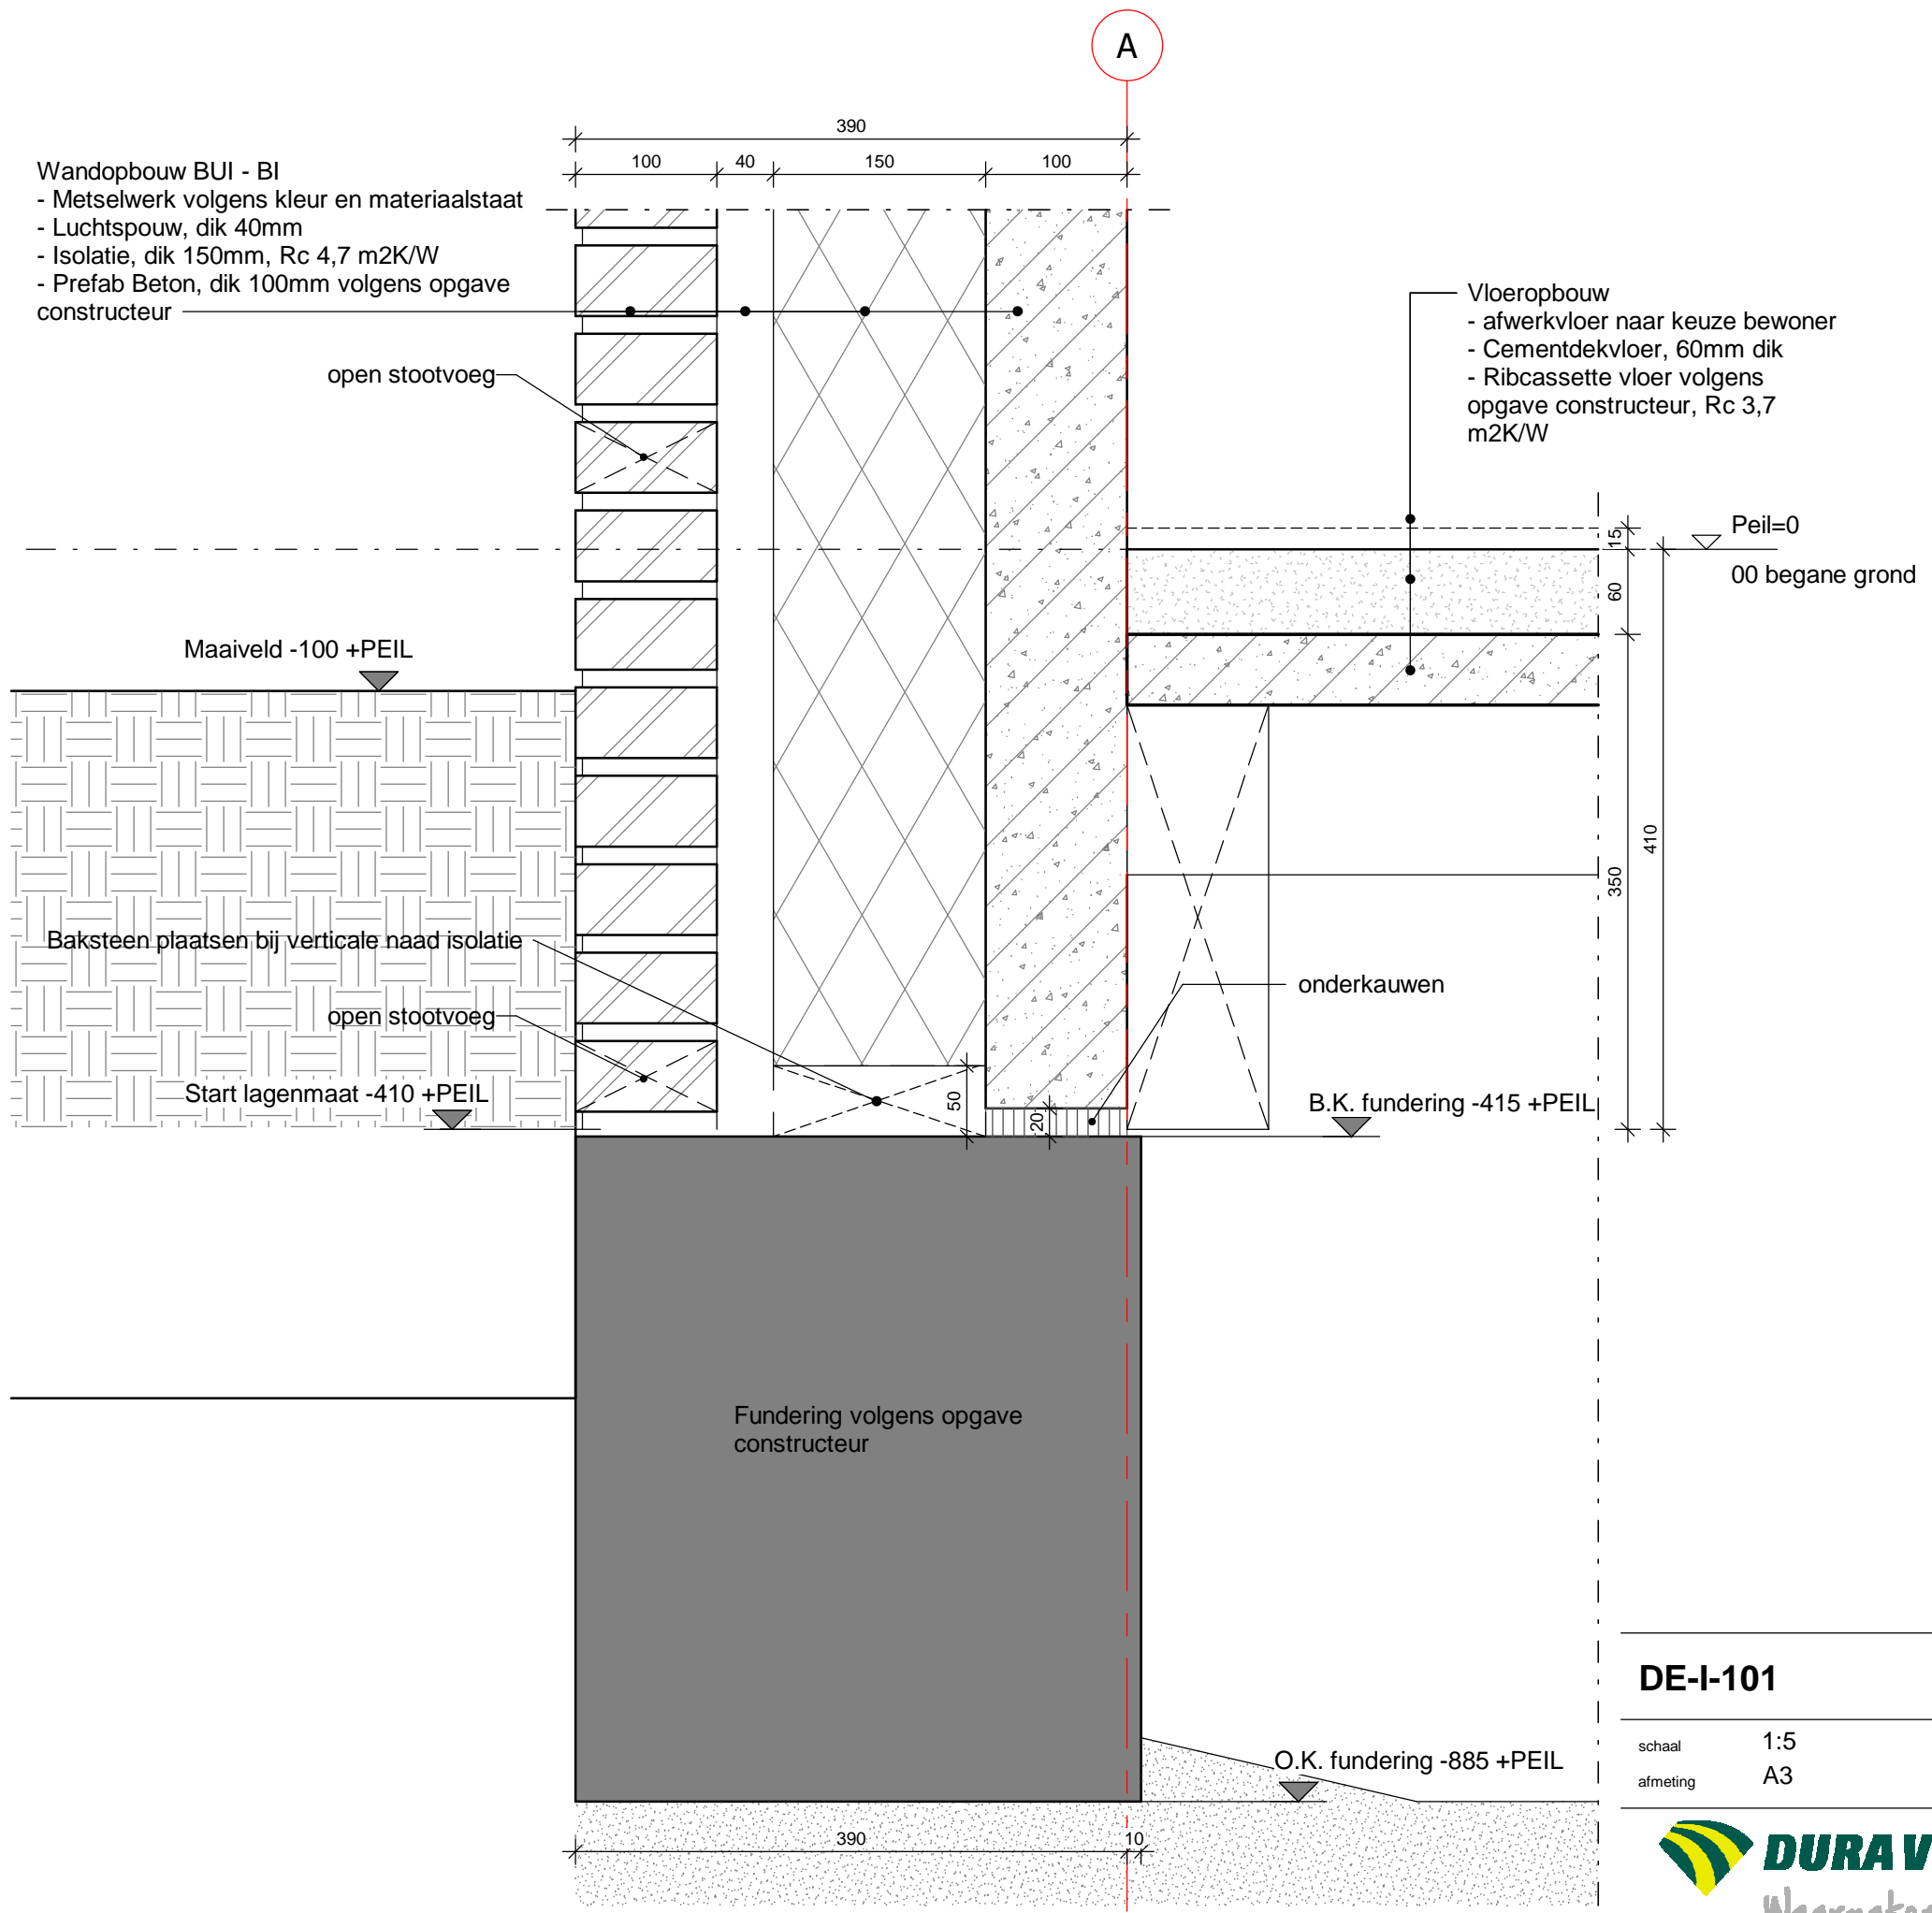 A
390
100 40 150 100
Wandopbouw BUI - BI
- Metselwerk volgens kleur en materiaalstaat
- Luchtspouw, dik 40mm
- Isolatie, dik 150mm, Rc 4,7 m2K/W
- Prefab Beton, dik 100mm volgens opgave
constructeur
Vloeropbouw
- afwerkvloer naar keuze bewoner
- Cementdekvloer, 60mm dik
- Ribcassette vloer volgens
opgave constructeur, Rc 3,7
m2K/W
open stootvoeg
15
Peil=0
00 begane grond
60
Maaiveld -100 +PEIL
410
350
Baksteen plaatsen bij verticale naad isolatie
onderkauwen
open stootvoeg
Start lagenmaat -410 +PEIL
50
20
B.K. fundering -415 +PEIL
Fundering volgens opgave
constructeur
DE-I-101
schaal 1:5
afmeting A3
O.K. fundering -885 +PEIL
390 10
DURA V